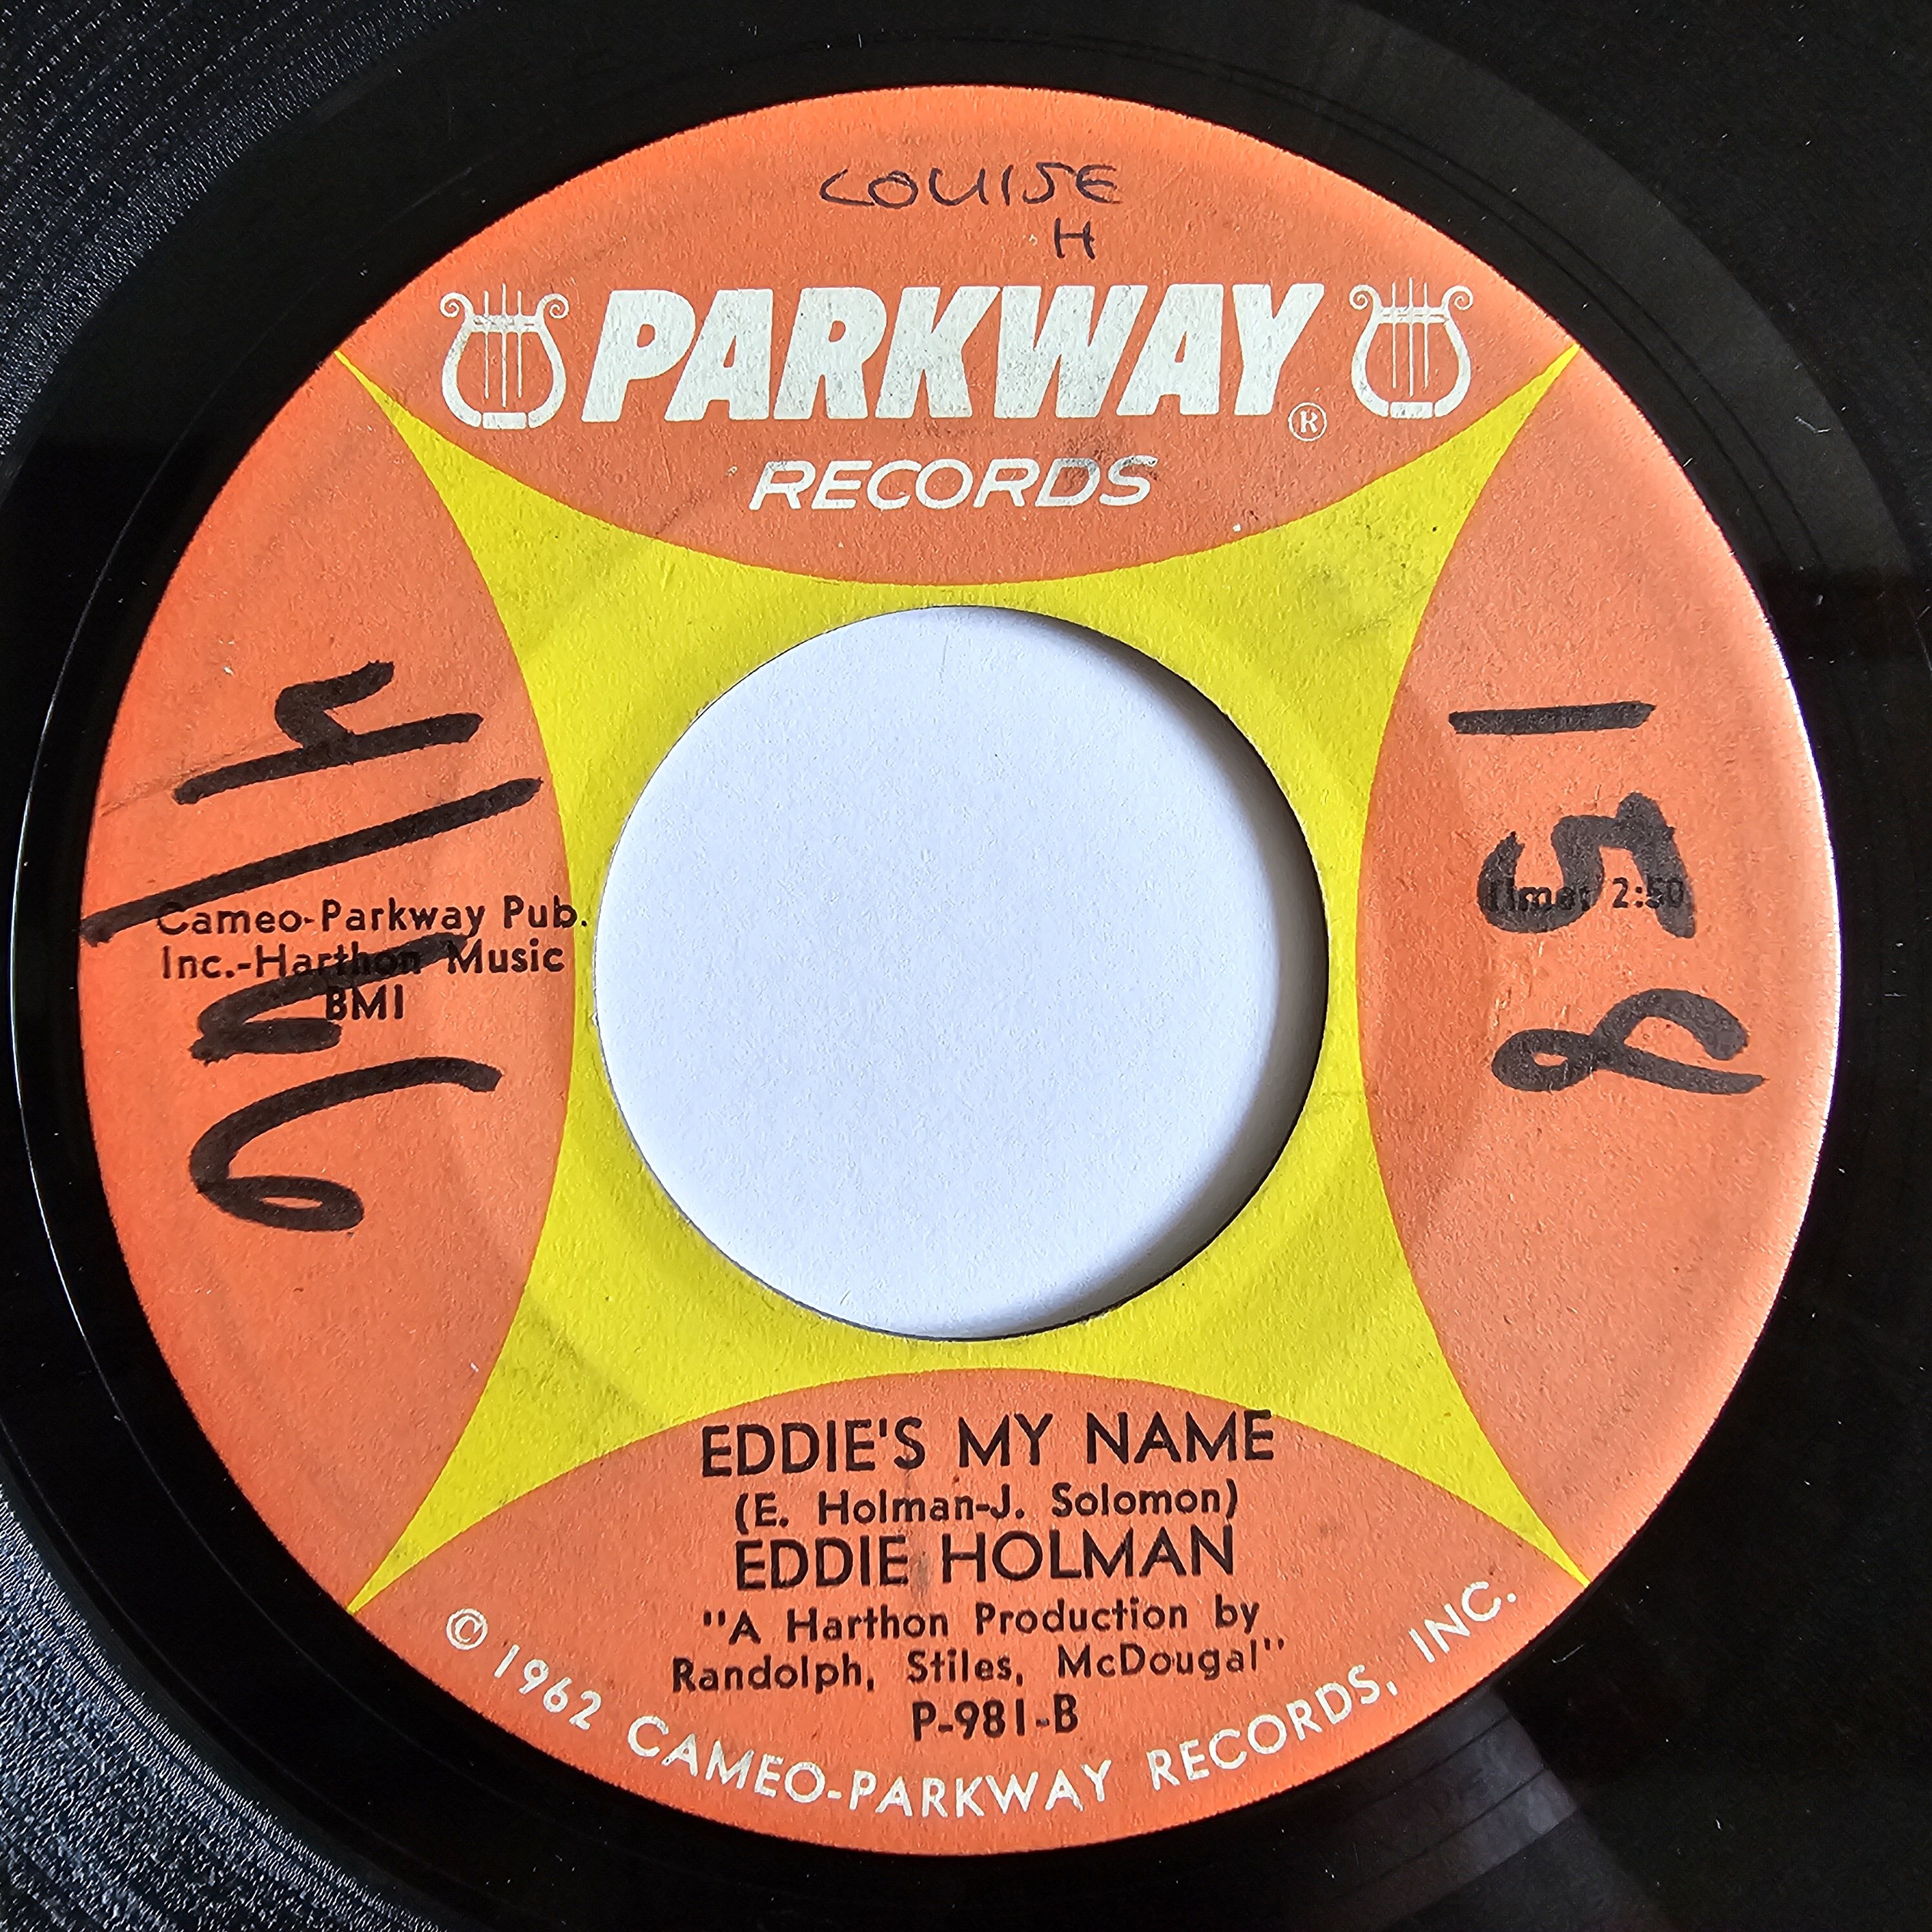 LOUISE
H
PARKWAY®
RECORDS
Cameo-Parkway Pub.
Inc.-Harthon Music
BMI
Time: 2:50
158
EDDIE'S MY NAME
(E. Holman-J. Solomon)
EDDIE HOLMAN
"A Harthon Production by
Randolph, Stiles, McDougal"
P-981-B
© 1962 CAMEO-PARKWAY RECORDS, INC.